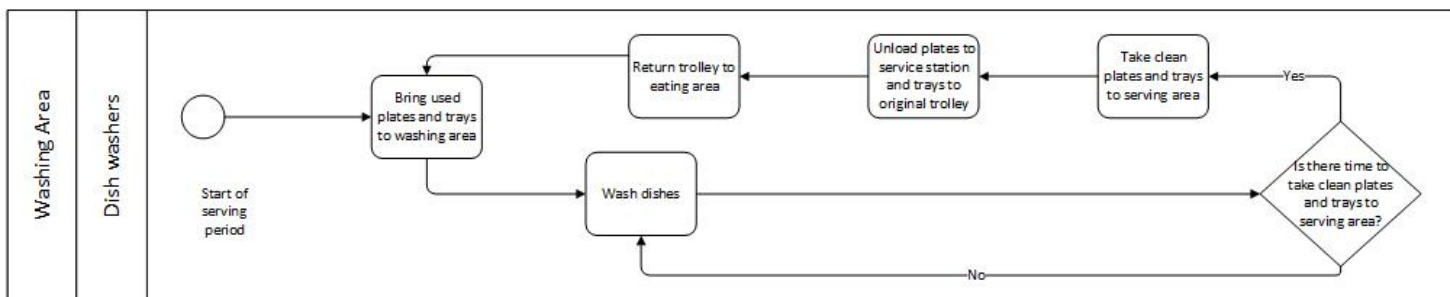 Washing Area
Dish washers
Start of
serving
period
Bring used
plates and trays
to washing area
Return trolley to
eating area
Unload plates to
service station
and trays to
original trolley
Take clean
plates and trays
to serving area
Yes
Wash dishes
Is there time to
take clean plates
and trays to
serving area?
No